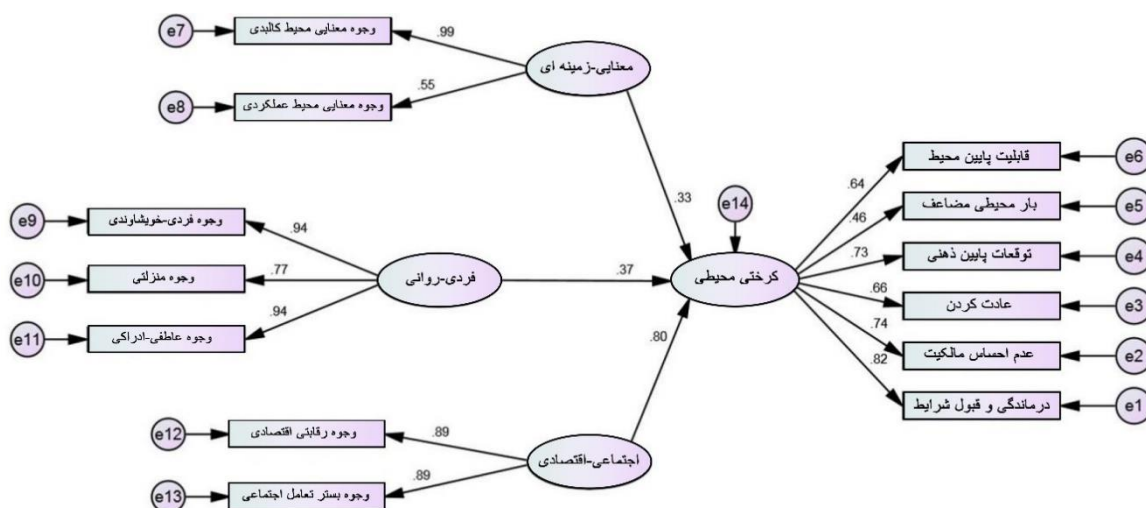 e7
وجوه معنایی محیط کالبدی
.99
معنایی-زمینه ای
e8
وجوه معنایی محیط عملکردی
.55
.33
e9
وجوه فردی-خویشاوندی
.94
e10
وجوه منزلتی
.77
فردی-روانی
.37
e11
وجوه عاطفی-ادراکی
.94
e12
وجوه رقابتی اقتصادی
.89
اجتماعی-اقتصادی
.80
e13
وجوه بستر تعامل اجتماعی
.89
e14
کرختی محیطی
.64
قابلیت پایین محیط
e6
.46
بار محیطی مضاعف
e5
.73
توقعات پایین ذهنی
e4
.66
عادت کردن
e3
.74
عدم احساس مالکیت
e2
.82
درماندگی و قبول شرایط
e1